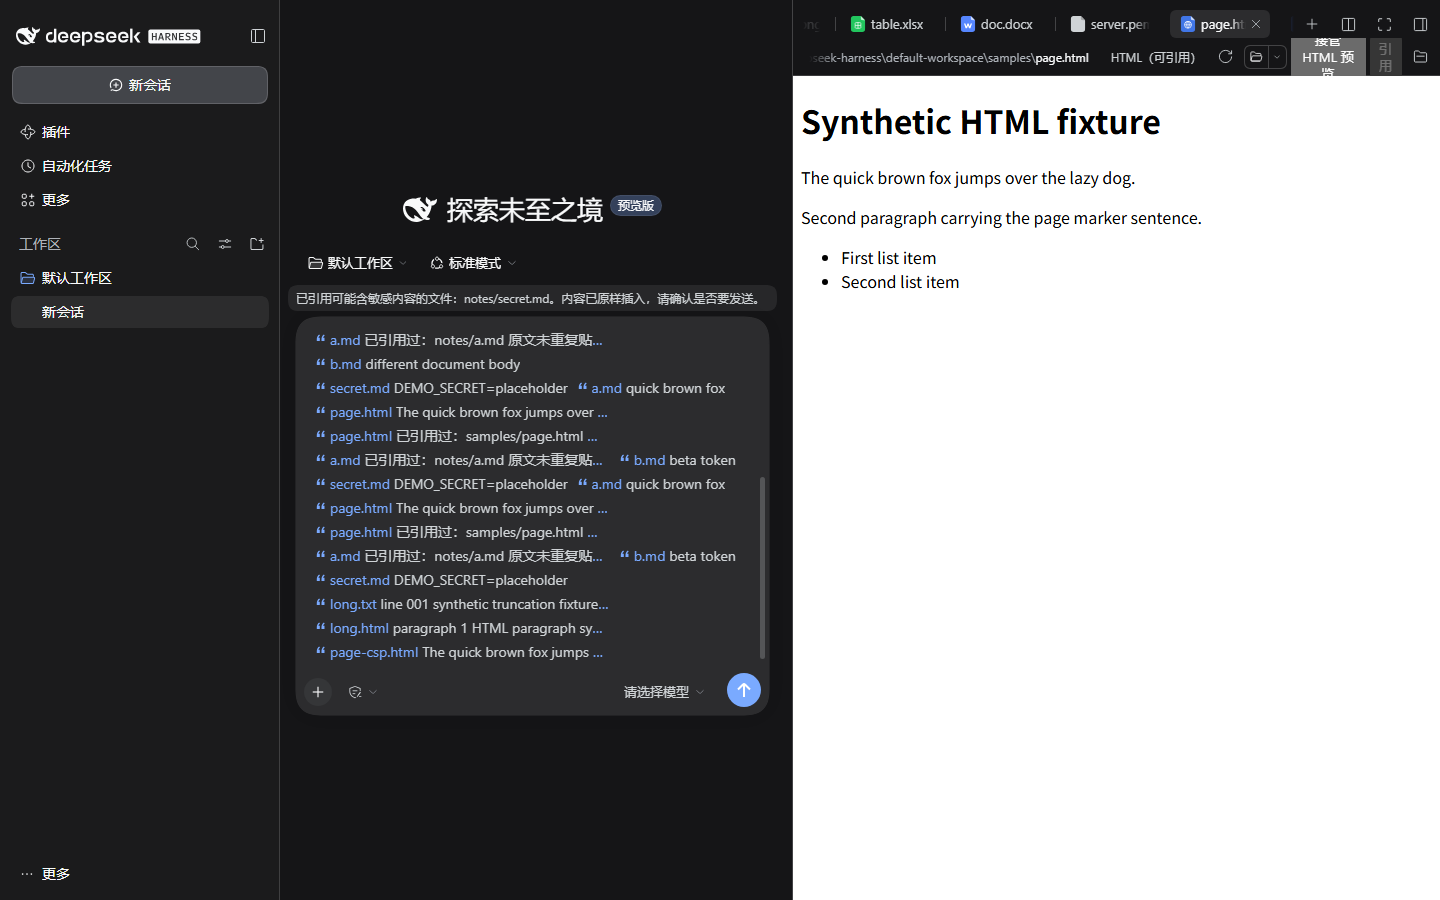 deepseek HARNESS
新会话
插件
自动化任务
更多
工作区
默认工作区
新会话
更多
探索未至之境 预览版
默认工作区 标准模式
已引用可能含敏感内容的文件：notes/secret.md。内容已原样插入，请确认是否要发送。
“ a.md 已引用过：notes/a.md 原文未重复贴...
“ b.md different document body
“ secret.md DEMO_SECRET=placeholder “ a.md quick brown fox
“ page.html The quick brown fox jumps over ...
“ page.html 已引用过：samples/page.html ...
“ a.md 已引用过：notes/a.md 原文未重复贴... “ b.md beta token
“ secret.md DEMO_SECRET=placeholder “ a.md quick brown fox
“ page.html The quick brown fox jumps over ...
“ page.html 已引用过：samples/page.html ...
“ a.md 已引用过：notes/a.md 原文未重复贴... “ b.md beta token
“ secret.md DEMO_SECRET=placeholder
“ long.txt line 001 synthetic truncation fixture...
“ long.html paragraph 1 HTML paragraph sy...
“ page-csp.html The quick brown fox jumps ...
请选择模型
table.xlsx doc.docx server.pem page.ht
seek-harness\default-workspace\samples\page.html HTML（可引用）
接管
HTML 预
览
引
用
Synthetic HTML fixture
The quick brown fox jumps over the lazy dog.
Second paragraph carrying the page marker sentence.
• First list item
• Second list item